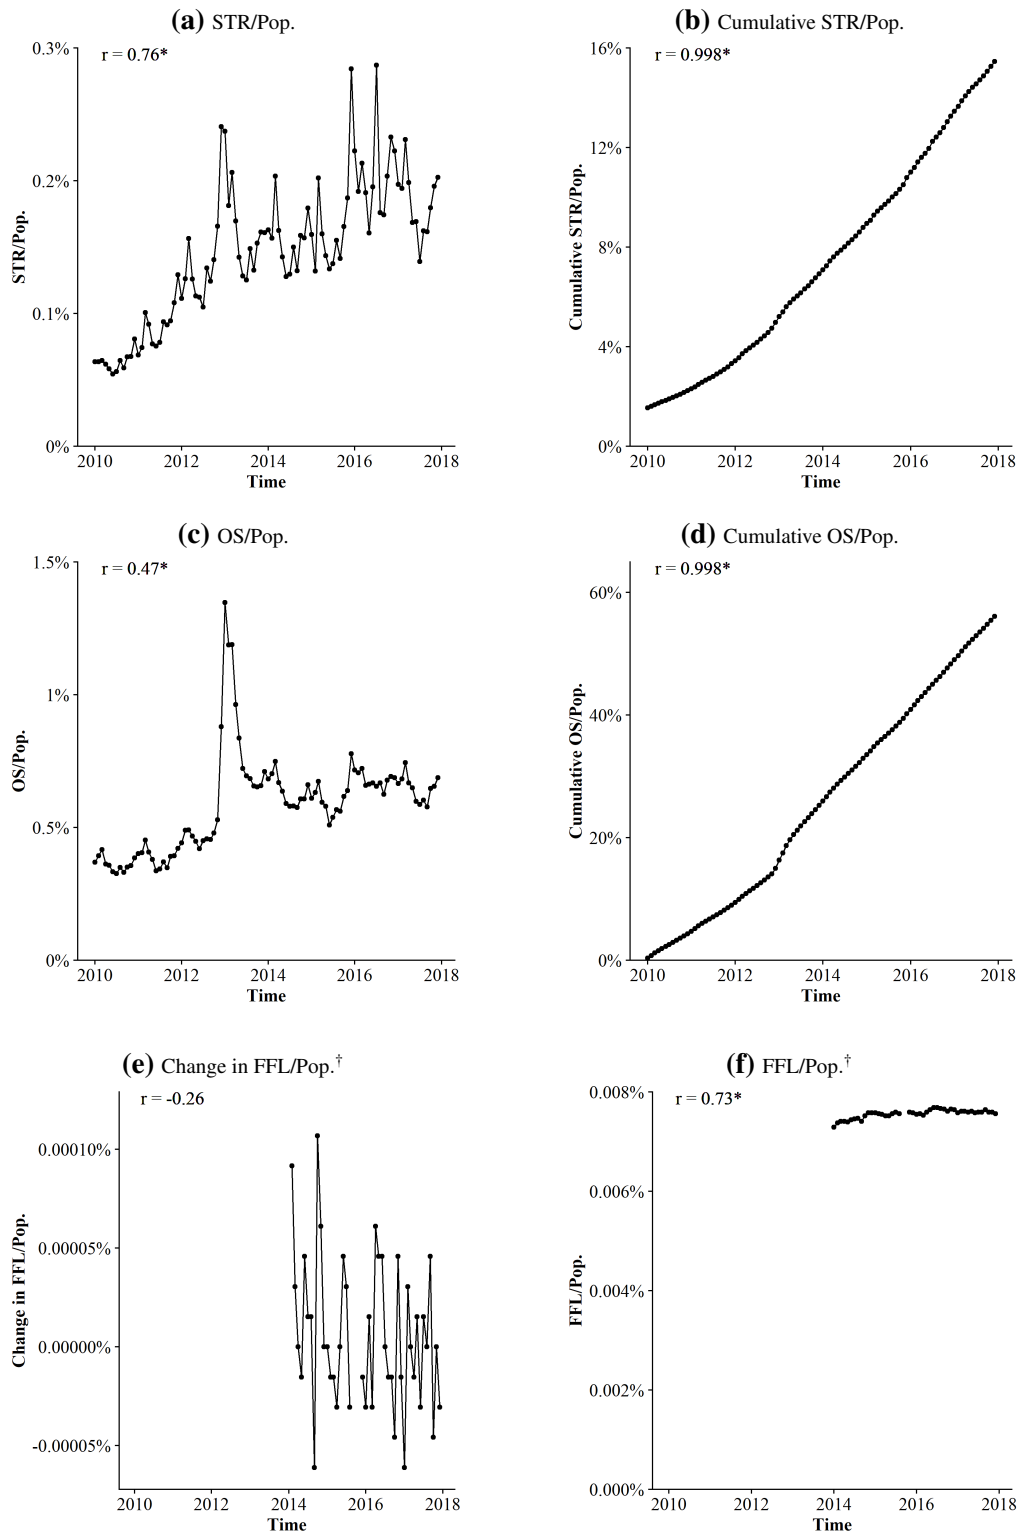 (a) STR/Pop.
r = 0.76*
0.3%
0.2%
0.1%
0%
STR/Pop.
2010 2012 2014 2016 2018
Time
(b) Cumulative STR/Pop.
r = 0.998*
16%
12%
8%
4%
0%
Cumulative STR/Pop.
2010 2012 2014 2016 2018
Time
(c) OS/Pop.
r = 0.47*
1.5%
1%
0.5%
0%
OS/Pop.
2010 2012 2014 2016 2018
Time
(d) Cumulative OS/Pop.
r = 0.998*
60%
40%
20%
0%
Cumulative OS/Pop.
2010 2012 2014 2016 2018
Time
(e) Change in FFL/Pop.†
r = -0.26
0.00010%
0.00005%
0.00000%
-0.00005%
Change in FFL/Pop.
2010 2012 2014 2016 2018
Time
(f) FFL/Pop.†
r = 0.73*
0.008%
0.006%
0.004%
0.002%
0.000%
FFL/Pop.
2010 2012 2014 2016 2018
Time